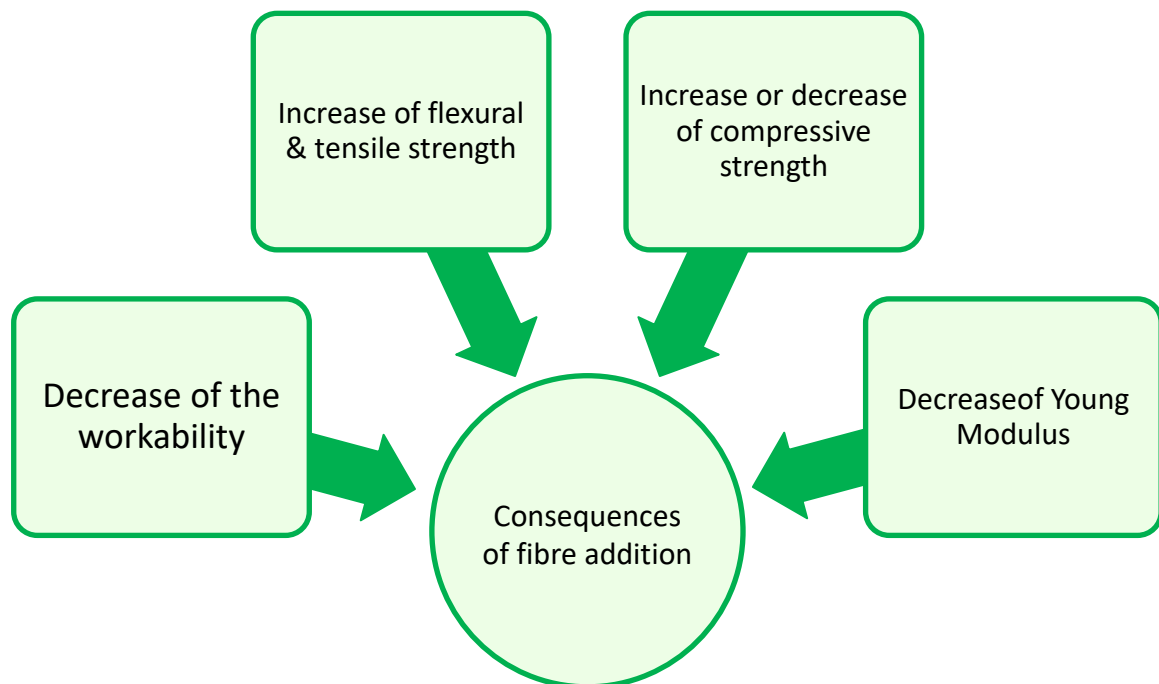 Increase of flexural
& tensile strength
Increase or decrease
of compressive
strength
Decrease of the
workability
Decreaseof Young
Modulus
Consequences
of fibre addition